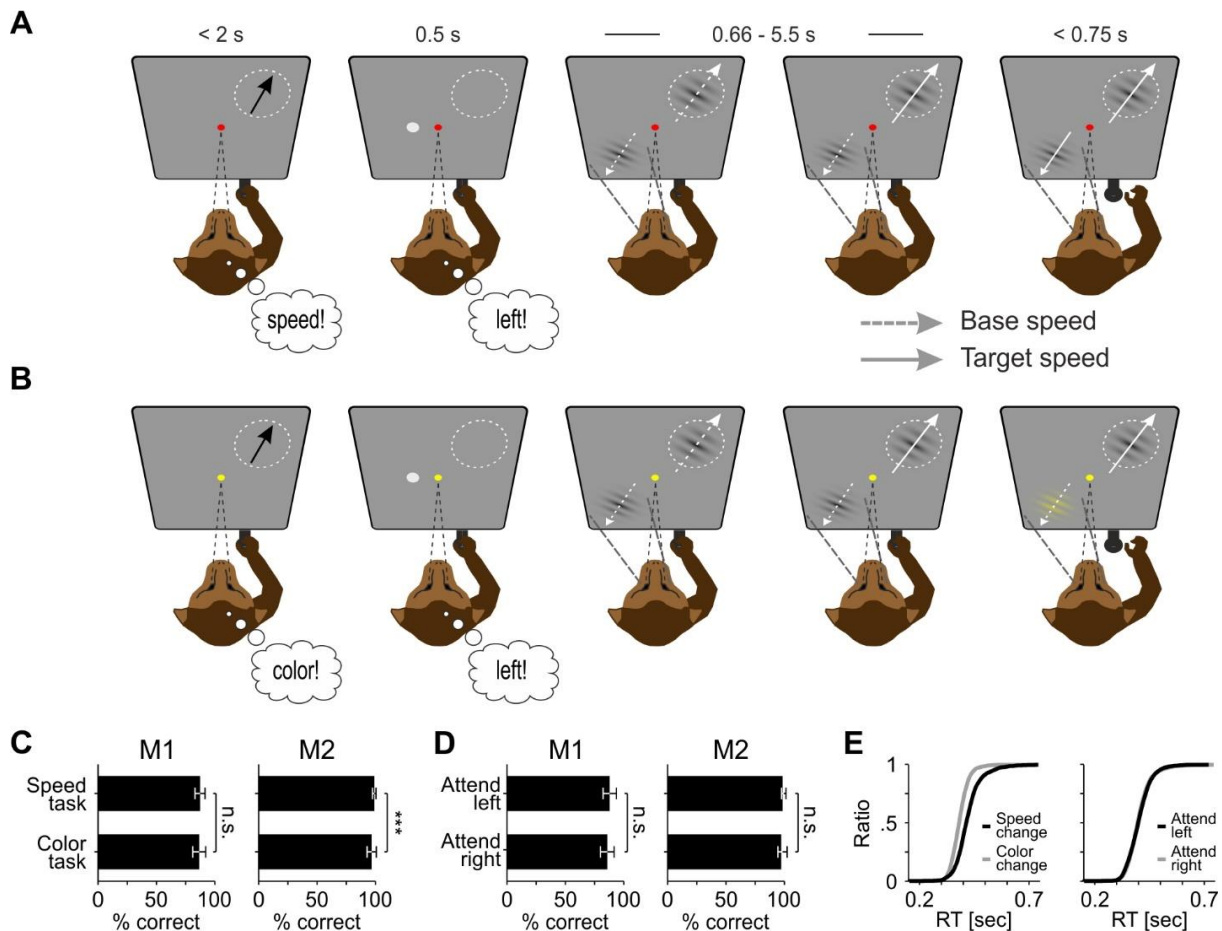 A
< 2 s
0.5 s
0.66 - 5.5 s
< 0.75 s
speed!
left!
Base speed
Target speed
B
color!
left!
C
M1
M2
Speed
task
Color
task
n.s.
***
0
50
100
0
50
100
% correct
% correct
D
M1
M2
Attend
left
Attend
right
n.s.
n.s.
0
50
100
0
50
100
% correct
% correct
E
Ratio
1
.5
0
Speed
change
Color
change
Attend
left
Attend
right
0.2
0.7
0.2
0.7
RT [sec]
RT [sec]